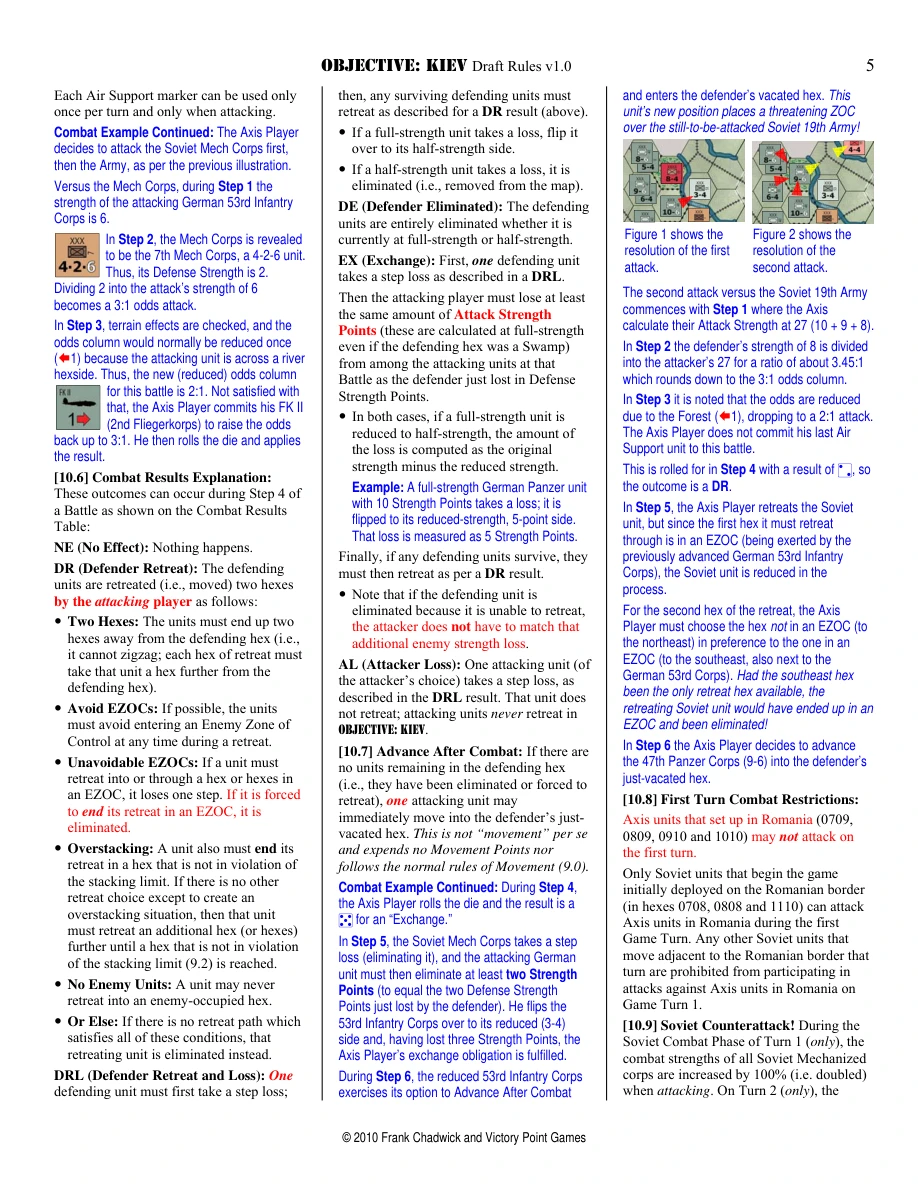 OBJECTIVE: KIEV Draft Rules v1.0
5
Each Air Support marker can be used only
once per turn and only when attacking.
Combat Example Continued: The Axis Player
decides to attack the Soviet Mech Corps first,
then the Army, as per the previous illustration.
Versus the Mech Corps, during Step 1 the
strength of the attacking German 53rd Infantry
Corps is 6.
XXX
4-2-6
In Step 2, the Mech Corps is revealed
to be the 7th Mech Corps, a 4-2-6 unit.
Thus, its Defense Strength is 2.
Dividing 2 into the attack's strength of 6
becomes a 3:1 odds attack.
In Step 3, terrain effects are checked, and the
odds column would normally be reduced once
(1) because the attacking unit is across a river
hexside. Thus, the new (reduced) odds column
FK II
1
for this battle is 2:1. Not satisfied with
that, the Axis Player commits his FK II
(2nd Fliegerkorps) to raise the odds
back up to 3:1. He then rolls the die and applies
the result.
[10.6] Combat Results Explanation:
These outcomes can occur during Step 4 of
a Battle as shown on the Combat Results
Table:
NE (No Effect): Nothing happens.
DR (Defender Retreat): The defending
units are retreated (i.e., moved) two hexes
by the attacking player as follows:
• Two Hexes: The units must end up two
hexes away from the defending hex (i.e.,
it cannot zigzag; each hex of retreat must
take that unit a hex further from the
defending hex).
• Avoid EZOCs: If possible, the units
must avoid entering an Enemy Zone of
Control at any time during a retreat.
• Unavoidable EZOCs: If a unit must
retreat into or through a hex or hexes in
an EZOC, it loses one step. If it is forced
to end its retreat in an EZOC, it is
eliminated.
• Overstacking: A unit also must end its
retreat in a hex that is not in violation of
the stacking limit. If there is no other
retreat choice except to create an
overstacking situation, then that unit
must retreat an additional hex (or hexes)
further until a hex that is not in violation
of the stacking limit (9.2) is reached.
• No Enemy Units: A unit may never
retreat into an enemy-occupied hex.
• Or Else: If there is no retreat path which
satisfies all of these conditions, that
retreating unit is eliminated instead.
DRL (Defender Retreat and Loss): One
defending unit must first take a step loss;
then, any surviving defending units must
retreat as described for a DR result (above).
• If a full-strength unit takes a loss, flip it
over to its half-strength side.
• If a half-strength unit takes a loss, it is
eliminated (i.e., removed from the map).
DE (Defender Eliminated): The defending
units are entirely eliminated whether it is
currently at full-strength or half-strength.
EX (Exchange): First, one defending unit
takes a step loss as described in a DRL.
Then the attacking player must lose at least
the same amount of Attack Strength
Points (these are calculated at full-strength
even if the defending hex was a Swamp)
from among the attacking units at that
Battle as the defender just lost in Defense
Strength Points.
• In both cases, if a full-strength unit is
reduced to half-strength, the amount of
the loss is computed as the original
strength minus the reduced strength.
Example: A full-strength German Panzer unit
with 10 Strength Points takes a loss; it is
flipped to its reduced-strength, 5-point side.
That loss is measured as 5 Strength Points.
Finally, if any defending units survive, they
must then retreat as per a DR result.
• Note that if the defending unit is
eliminated because it is unable to retreat,
the attacker does not have to match that
additional enemy strength loss.
AL (Attacker Loss): One attacking unit (of
the attacker's choice) takes a step loss, as
described in the DRL result. That unit does
not retreat; attacking units never retreat in
OBJECTIVE: KIEV.
[10.7] Advance After Combat: If there are
no units remaining in the defending hex
(i.e., they have been eliminated or forced to
retreat), one attacking unit may
immediately move into the defender's just-
vacated hex. This is not “movement” per se
and expends no Movement Points nor
follows the normal rules of Movement (9.0).
Combat Example Continued: During Step 4,
the Axis Player rolls the die and the result is a
for an “Exchange.”
In Step 5, the Soviet Mech Corps takes a step
loss (eliminating it), and the attacking German
unit must then eliminate at least two Strength
Points (to equal the two Defense Strength
Points just lost by the defender). He flips the
53rd Infantry Corps over to its reduced (3-4)
side and, having lost three Strength Points, the
Axis Player's exchange obligation is fulfilled.
During Step 6, the reduced 53rd Infantry Corps
exercises its option to Advance After Combat
and enters the defender's vacated hex. This
unit's new position places a threatening ZOC
over the still-to-be-attacked Soviet 19th Army!
8-4
5-4
6-4
3-4
4-4
5-4
3-4
Figure 1 shows the
resolution of the first
attack.
Figure 2 shows the
resolution of the
second attack.
The second attack versus the Soviet 19th Army
commences with Step 1 where the Axis
calculate their Attack Strength at 27 (10 + 9 + 8).
In Step 2 the defender's strength of 8 is divided
into the attacker's 27 for a ratio of about 3.45:1
which rounds down to the 3:1 odds column.
In Step 3 it is noted that the odds are reduced
due to the Forest (1), dropping to a 2:1 attack.
The Axis Player does not commit his last Air
Support unit to this battle.
This is rolled for in Step 4 with a result of , so
the outcome is a DR.
In Step 5, the Axis Player retreats the Soviet
unit, but since the first hex it must retreat
through is in an EZOC (being exerted by the
previously advanced German 53rd Infantry
Corps), the Soviet unit is reduced in the
process.
For the second hex of the retreat, the Axis
Player must choose the hex not in an EZOC (to
the northeast) in preference to the one in an
EZOC (to the southeast, also next to the
German 53rd Corps). Had the southeast hex
been the only retreat hex available, the
retreating Soviet unit would have ended up in an
EZOC and been eliminated!
In Step 6 the Axis Player decides to advance
the 47th Panzer Corps (9-6) into the defender's
just-vacated hex.
[10.8] First Turn Combat Restrictions:
Axis units that set up in Romania (0709,
0809, 0910 and 1010) may not attack on
the first turn.
Only Soviet units that begin the game
initially deployed on the Romanian border
(in hexes 0708, 0808 and 1110) can attack
Axis units in Romania during the first
Game Turn. Any other Soviet units that
move adjacent to the Romanian border that
turn are prohibited from participating in
attacks against Axis units in Romania on
Game Turn 1.
[10.9] Soviet Counterattack! During the
Soviet Combat Phase of Turn 1 (only), the
combat strengths of all Soviet Mechanized
corps are increased by 100% (i.e. doubled)
when attacking. On Turn 2 (only), the
© 2010 Frank Chadwick and Victory Point Games